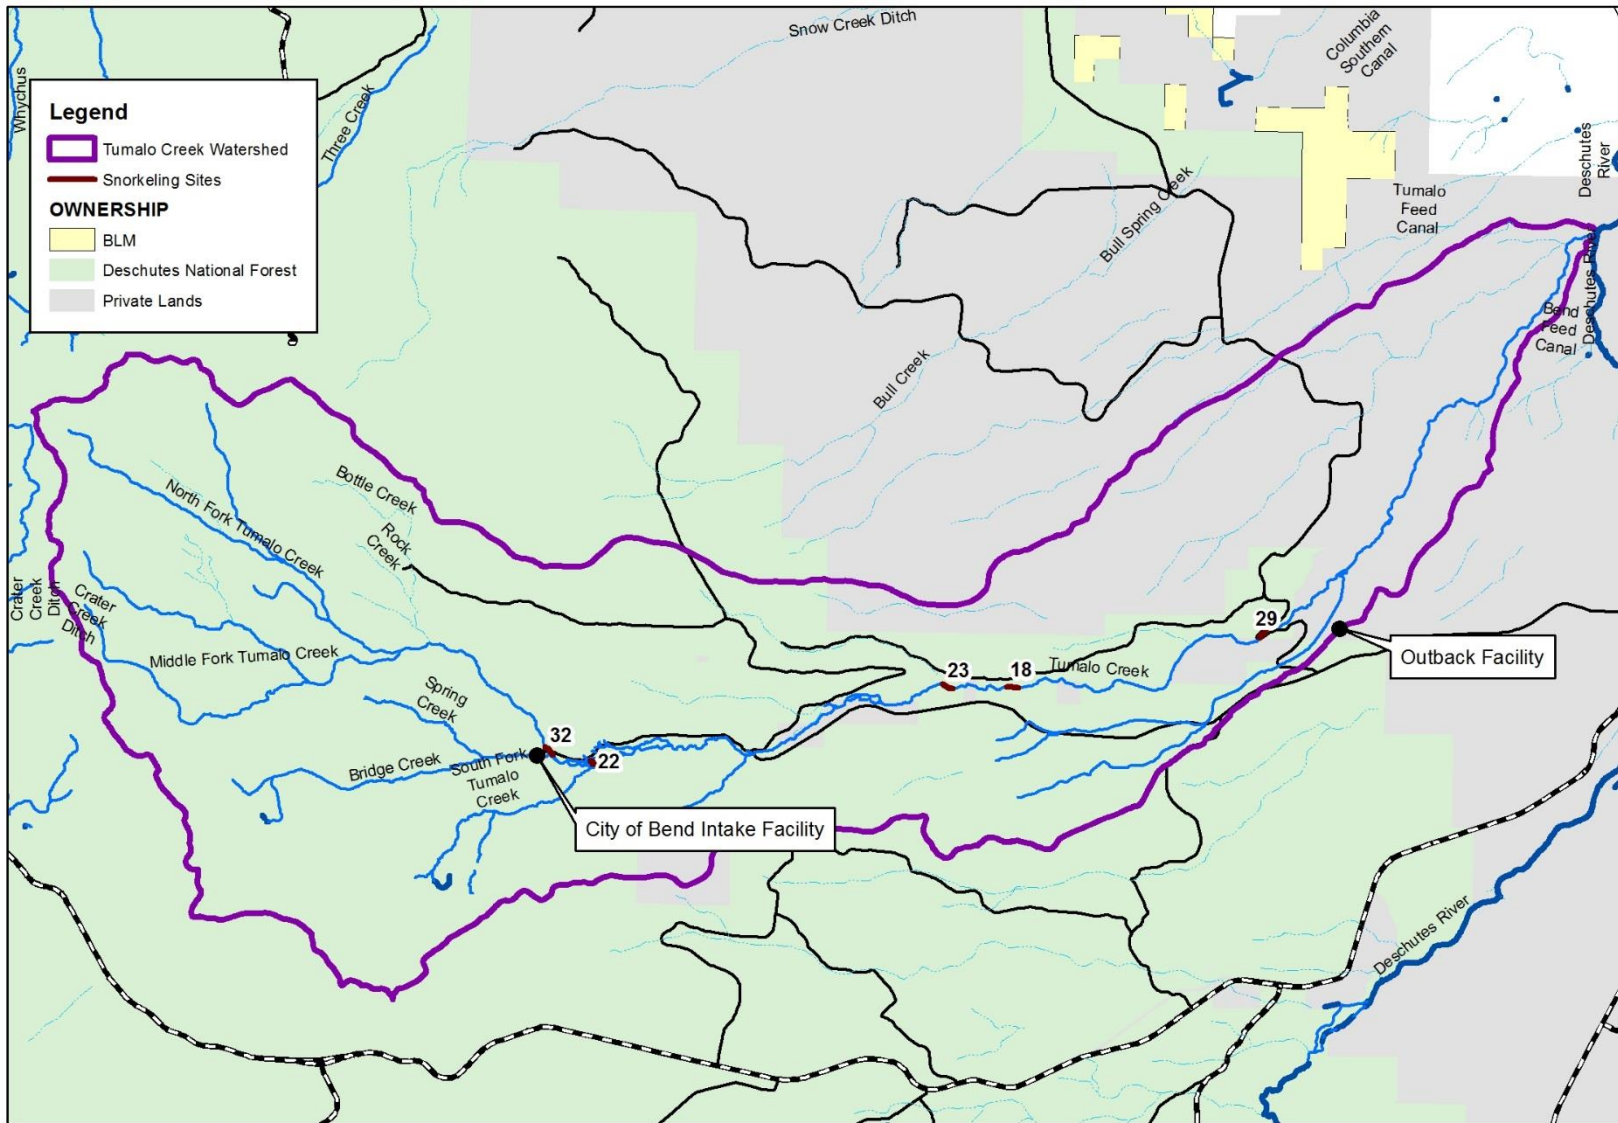 Snow Creek Ditch
Columbia
Southern
Canal
Whychus
Three Creek
Legend
Tumalo Creek Watershed
Snorkeling Sites
OWNERSHIP
BLM
Deschutes National Forest
Private Lands
Deschutes
River
Tumalo
Feed
Canal
Bull Spring Creek
Deschutes River
Bend
Feed
Canal
Bull Creek
Bottle Creek
North Fork Tumalo Creek
Rock
Creek
Crater
Creek
Ditch
Crater
Creek
Ditch
Middle Fork Tumalo Creek
Spring
Creek
Bridge Creek
South Fork
Tumalo
Creek
32
22
23
18
Tumalo Creek
29
Outback Facility
City of Bend Intake Facility
Deschutes River